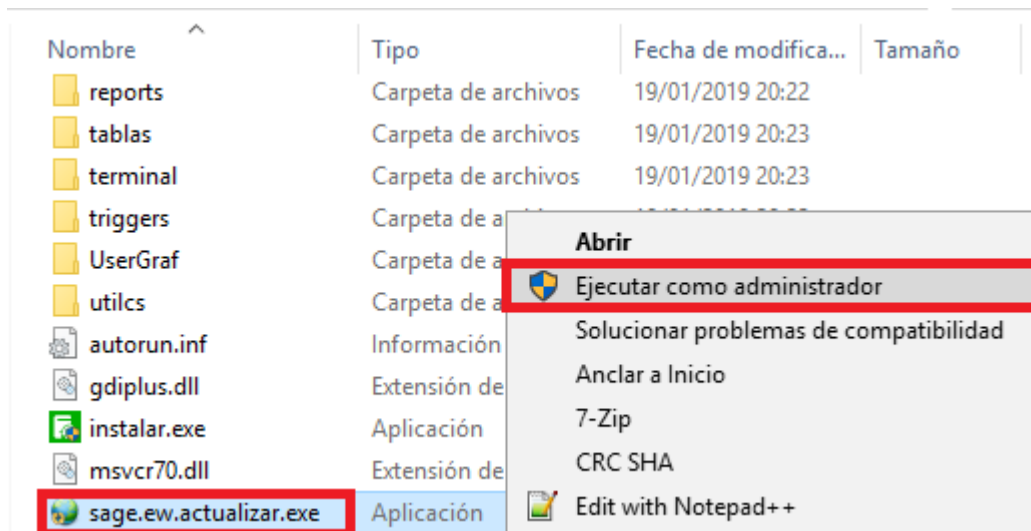 Nombre Tipo Fecha de modifica... Tamaño
reports Carpeta de archivos 19/01/2019 20:22
tablas Carpeta de archivos 19/01/2019 20:23
terminal Carpeta de archivos 19/01/2019 20:23
triggers Carpeta de a
Abrir
UserGraf Carpeta de a
Ejecutar como administrador
utilcs Carpeta de a
Solucionar problemas de compatibilidad
autorun.inf Información
Anclar a Inicio
gdiplus.dll Extensión de
7-Zip
instalar.exe Aplicación
CRC SHA
msvcr70.dll Extensión de
Edit with Notepad++
sage.ew.actualizar.exe Aplicación